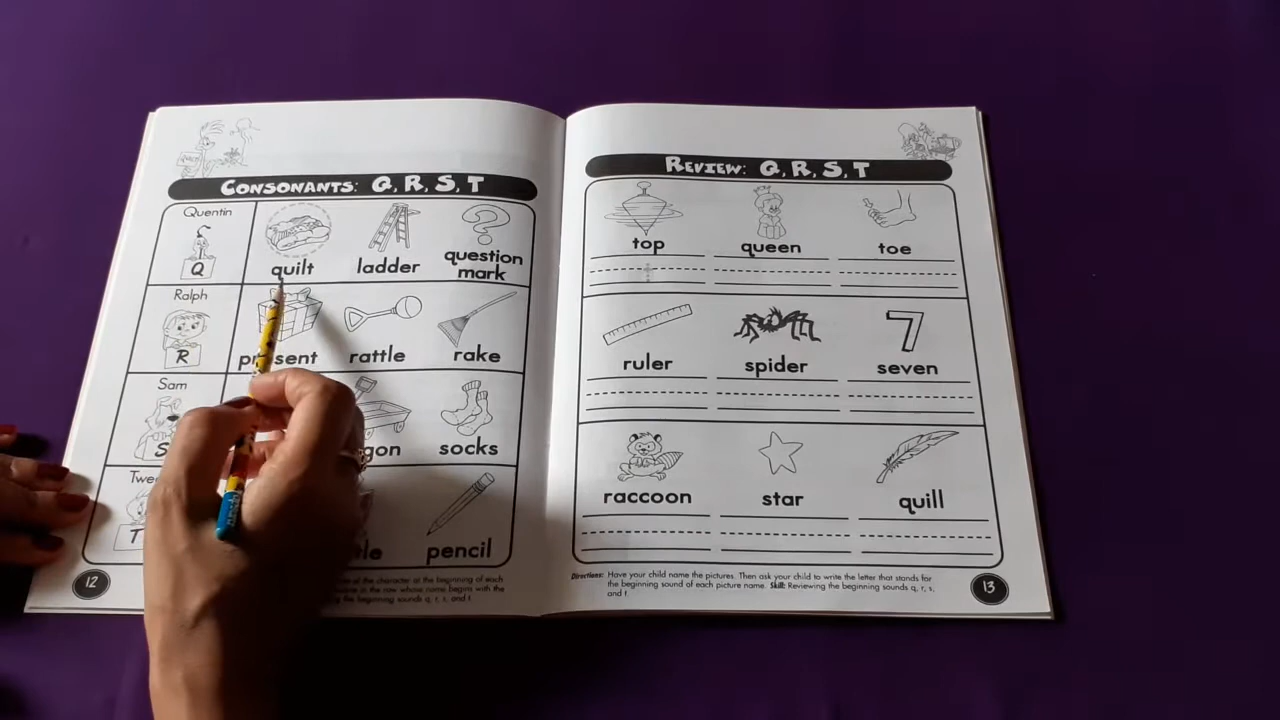 CONSONANTS: Q, R, S, T
Quentin
Q
quilt
ladder
question
mark
Ralph
R
present
rattle
rake
Sam
S
socks
T
pencil
12
REVIEW: Q, R, S, T
top
t
queen
toe
ruler
spider
7
seven
raccoon
star
quill
Directions: Have your child name the pictures. Then ask your child to write the letter that stands for
the beginning sound of each picture name. Skill: Reviewing the beginning sounds q, r, s,
and t.
13